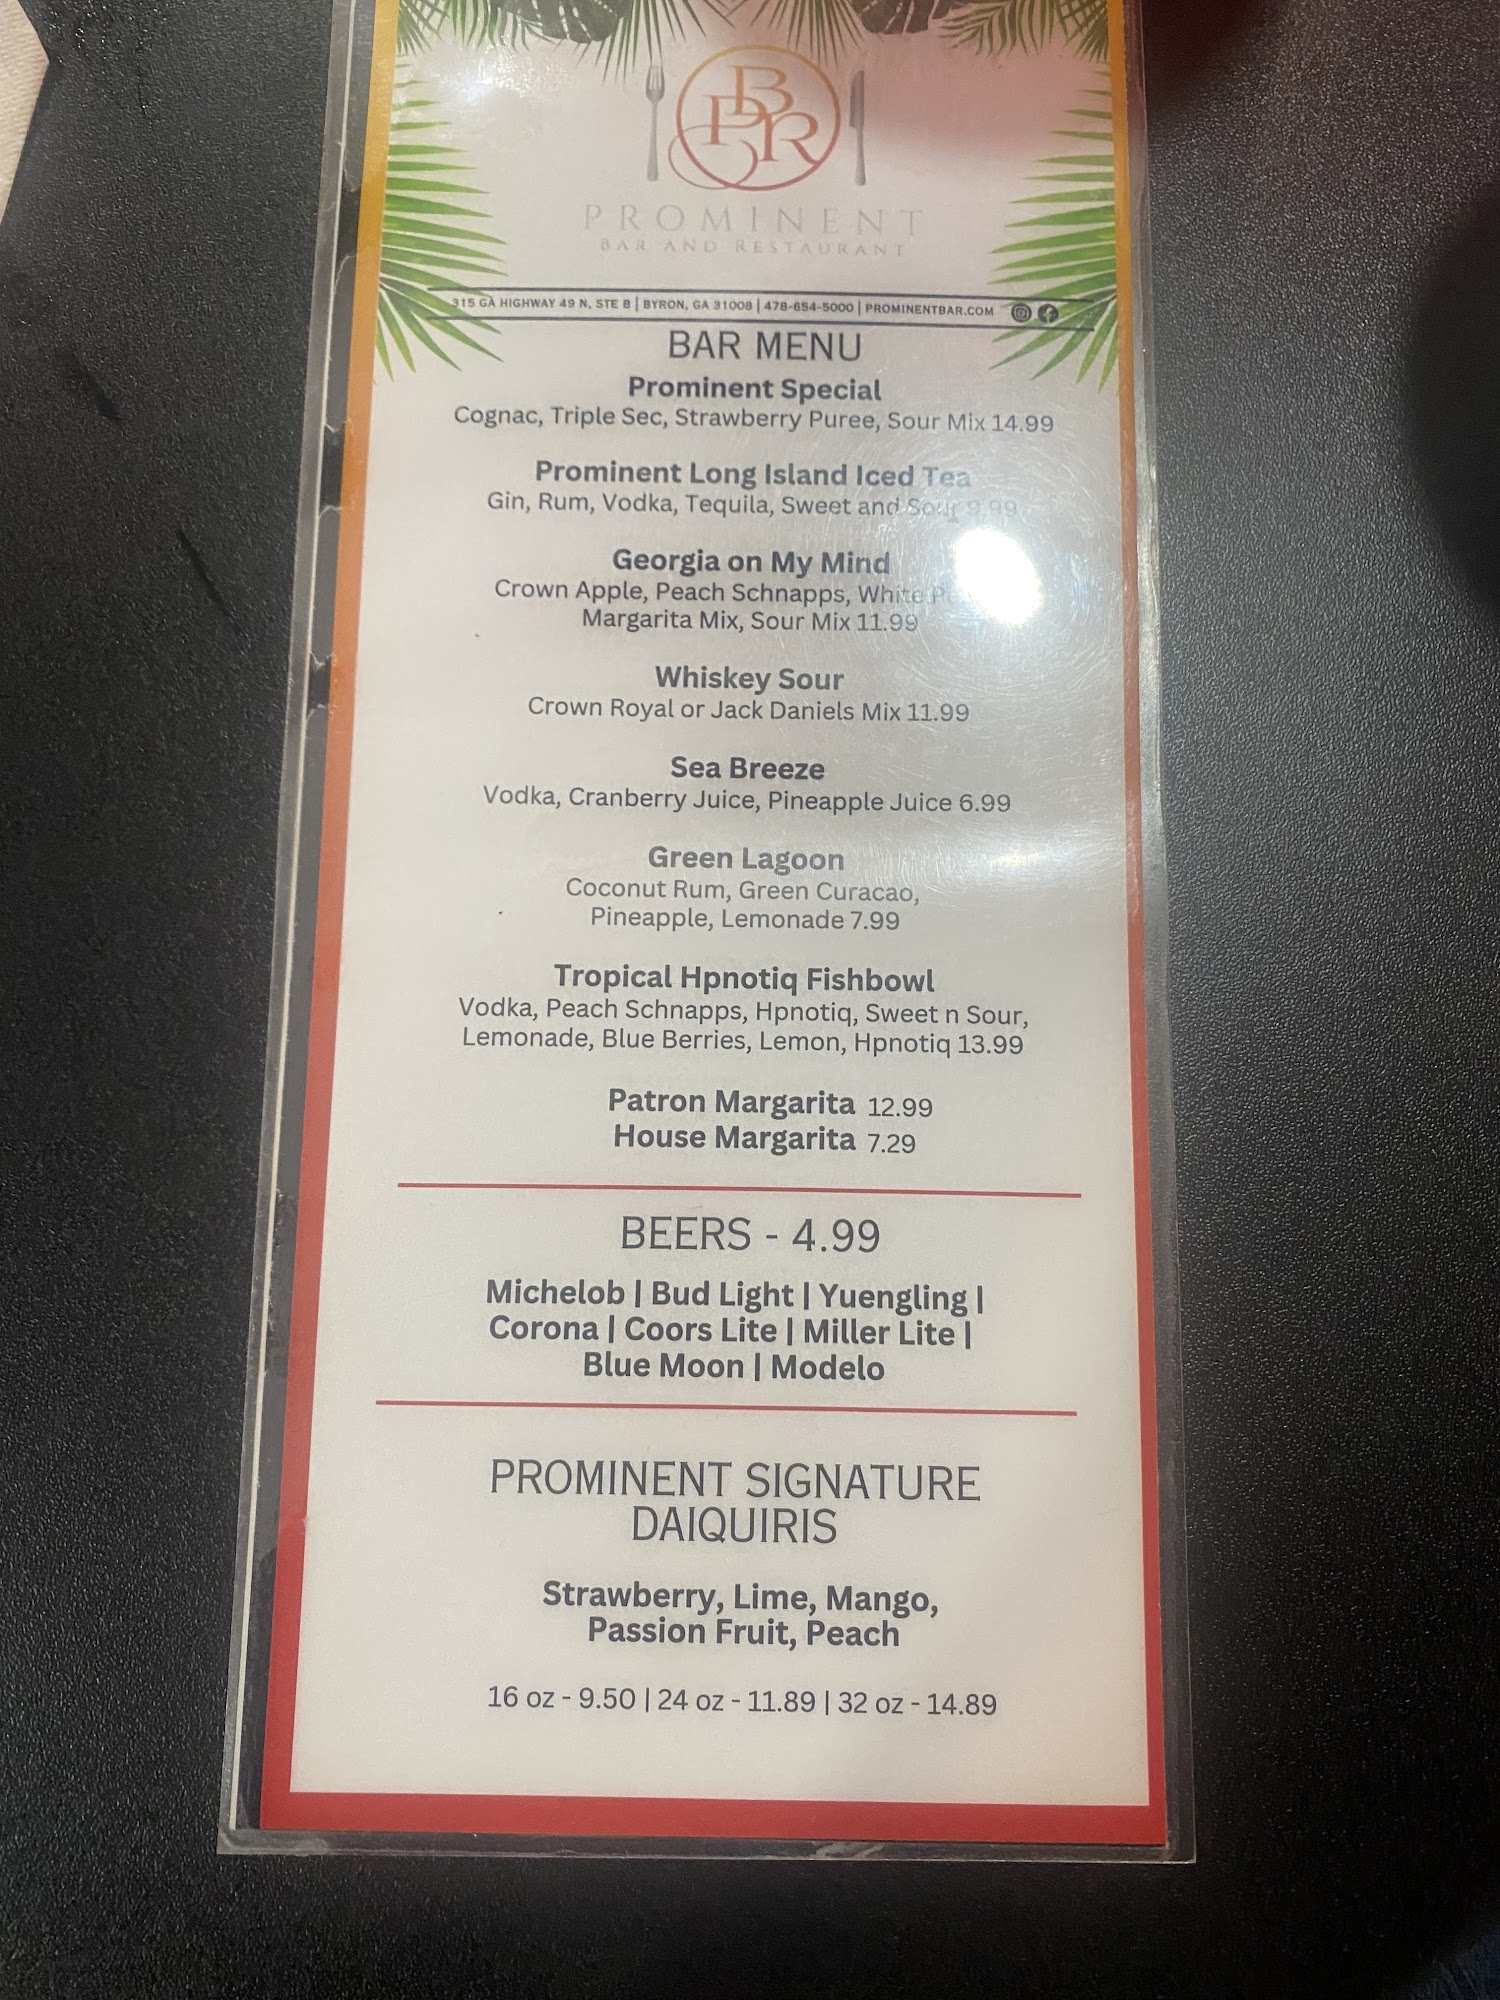 PBR
PROMINENT
BAR AND RESTAURANT
315 GA HIGHWAY 49 N, STE B | BYRON, GA 31008 | 478-654-5000 | PROMINENTBAR.COM
BAR MENU
Prominent Special
Cognac, Triple Sec, Strawberry Puree, Sour Mix 14.99
Prominent Long Island Iced Tea
Gin, Rum, Vodka, Tequila, Sweet and Sour 9.99
Georgia on My Mind
Crown Apple, Peach Schnapps, White
Margarita Mix, Sour Mix 11.99
Whiskey Sour
Crown Royal or Jack Daniels Mix 11.99
Sea Breeze
Vodka, Cranberry Juice, Pineapple Juice 6.99
Green Lagoon
Coconut Rum, Green Curacao,
Pineapple, Lemonade 7.99
Tropical Hpnotiq Fishbowl
Vodka, Peach Schnapps, Hpnotiq, Sweet n Sour,
Lemonade, Blue Berries, Lemon, Hpnotiq 13.99
Patron Margarita 12.99
House Margarita 7.29
BEERS - 4.99
Michelob | Bud Light | Yuengling |
Corona | Coors Lite | Miller Lite |
Blue Moon | Modelo
PROMINENT SIGNATURE
DAIQUIRIS
Strawberry, Lime, Mango,
Passion Fruit, Peach
16 oz - 9.50 | 24 oz - 11.89 | 32 oz - 14.89